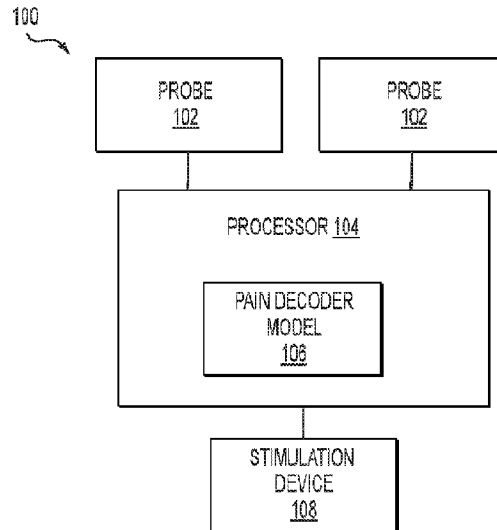 100
PROBE
102
PROBE
102
PROCESSOR 104
PAIN DECODER
MODEL
106
STIMULATION
DEVICE
108